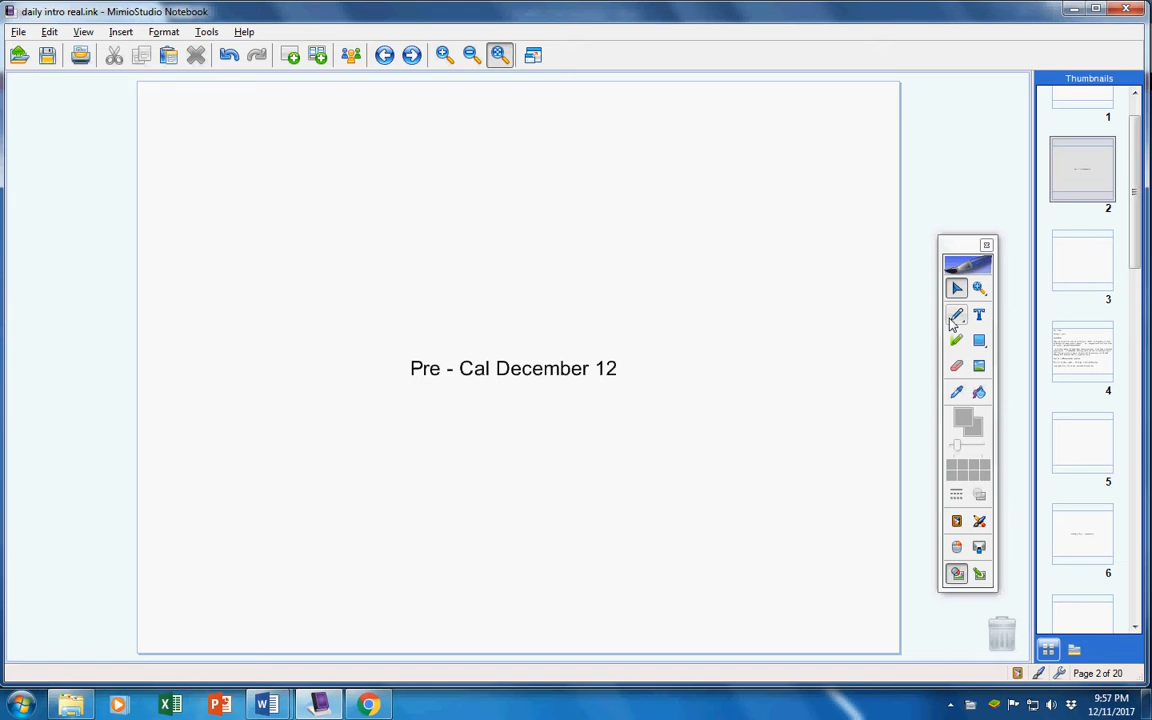 daily intro real.ink - MimioStudio Notebook
File Edit View Insert Format Tools Help
Thumbnails
1
2
3
4
5
6
Pre - Cal December 12
Page 2 of 20
9:57 PM
12/11/2017